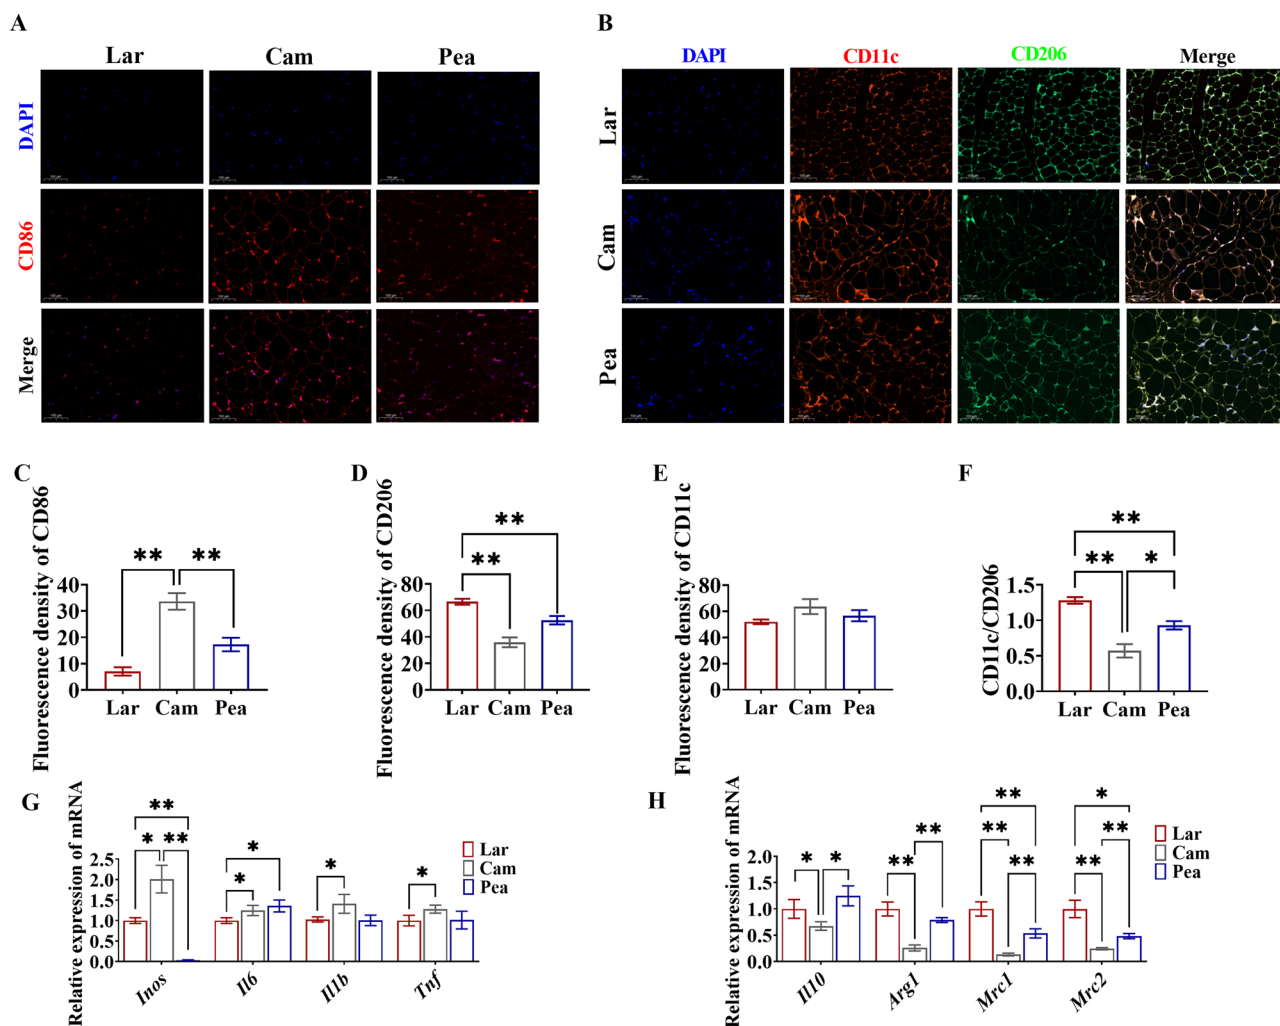 A
Lar Cam Pea
DAPI
CD86
Merge
100 μm
B
DAPI CD11c CD206 Merge
Lar
Cam
Pea
C
Fluorescence density of CD86
40
30
20
10
0
** **
Lar Cam Pea
D
Fluorescence density of CD206
80
60
40
20
0
**
**
Lar Cam Pea
E
Fluorescence density of CD11c
80
60
40
20
0
Lar Cam Pea
F
CD11c/CD206
1.5
1.0
0.5
0.0
**
** *
Lar Cam Pea
G
Relative expression of mRNA
2.5
2.0
1.5
1.0
0.5
0.0
**
* **
*
*
*
*
Inos Il6 Il1b Tnf
Lar
Cam
Pea
H
Relative expression of mRNA
2.0
1.5
1.0
0.5
0.0
* *
**
**
**
**
**
*
**
**
Il10 Arg1 Mrc1 Mrc2
Lar
Cam
Pea